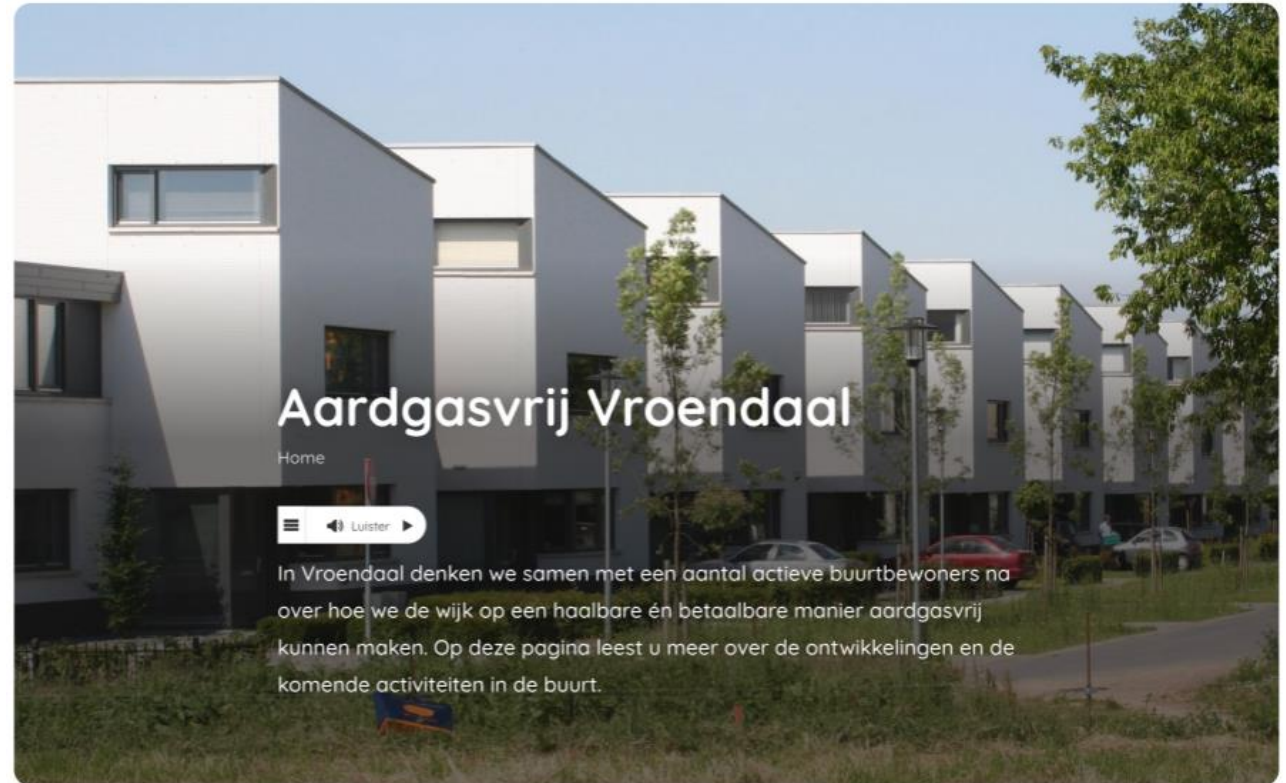 Aardgasvrij Vroendaal
Home
Luister
In Vroendaal denken we samen met een aantal actieve buurtbewoners na
over hoe we de wijk op een haalbare én betaalbare manier aardgasvrij
kunnen maken. Op deze pagina leest u meer over de ontwikkelingen en de
komende activiteiten in de buurt.